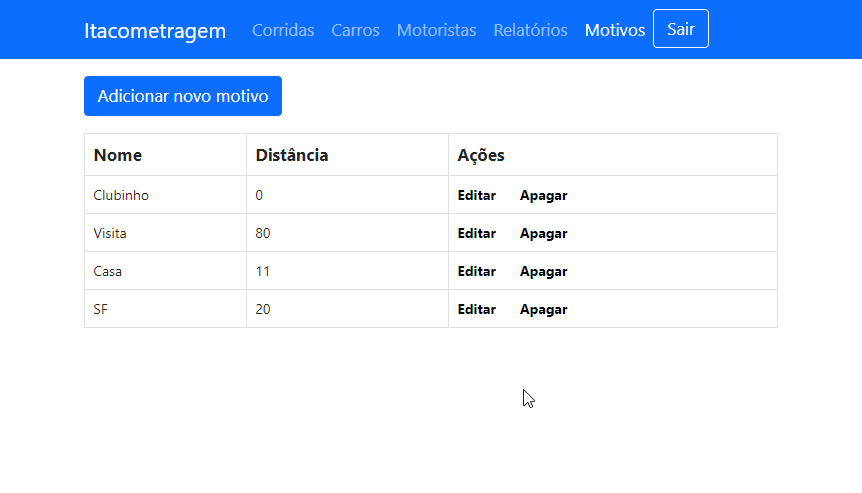 Itacometragem Corridas Carros Motoristas Relatórios Motivos Sair
Adicionar novo motivo
Nome Distância Ações
Clubinho 0 Editar Apagar
Visita 80 Editar Apagar
Casa 11 Editar Apagar
SF 20 Editar Apagar